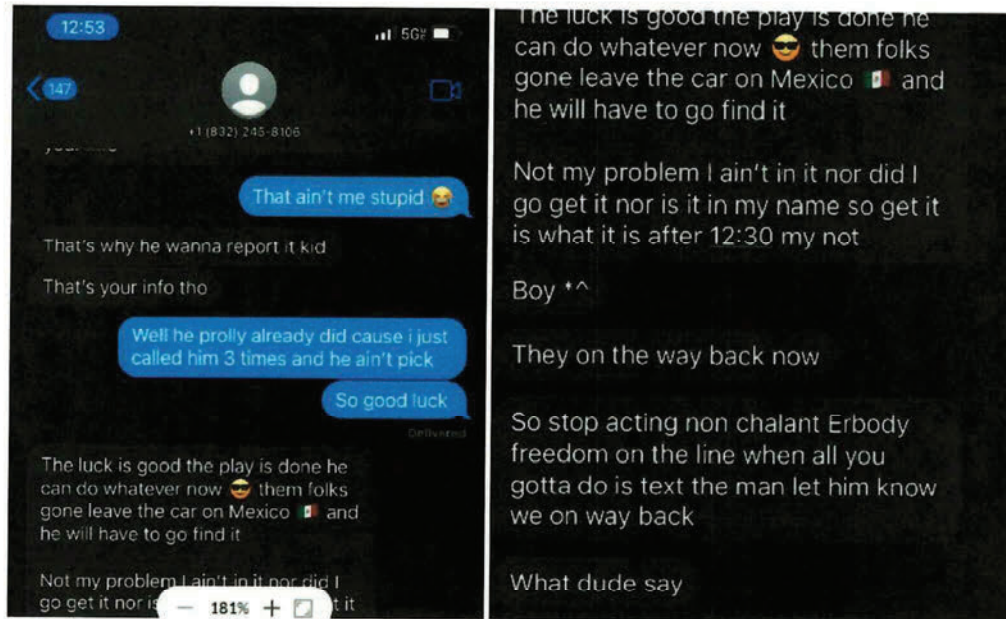 12:53
5G
147
+1 (832) 245-8106
That ain't me stupid 😂
That's why he wanna report it kid
That's your info tho
Well he prolly already did cause i just
called him 3 times and he ain't pick
So good luck
Delivered
The luck is good the play is done he
can do whatever now 😎 them folks
gone leave the car on Mexico 🇲🇽 and
he will have to go find it
Not my problem I ain't in it nor did I
go get it nor is
t it
181%
The luck is good the play is done he
can do whatever now 😎 them folks
gone leave the car on Mexico 🇲🇽 and
he will have to go find it
Not my problem I ain't in it nor did I
go get it nor is it in my name so get it
is what it is after 12:30 my not
Boy *^
They on the way back now
So stop acting non chalant Erbody
freedom on the line when all you
gotta do is text the man let him know
we on way back
What dude say